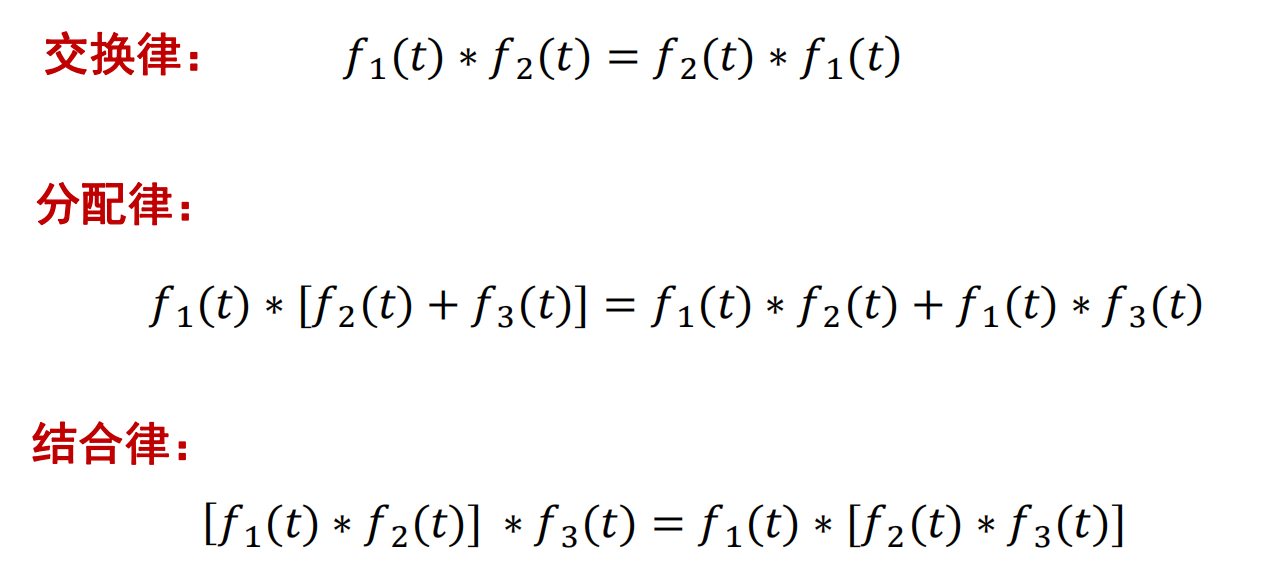 交换律： f₁(t) ∗ f₂(t) = f₂(t) ∗ f₁(t)
分配律：
f₁(t) ∗ [f₂(t) + f₃(t)] = f₁(t) ∗ f₂(t) + f₁(t) ∗ f₃(t)
结合律：
[f₁(t) ∗ f₂(t)] ∗ f₃(t) = f₁(t) ∗ [f₂(t) ∗ f₃(t)]